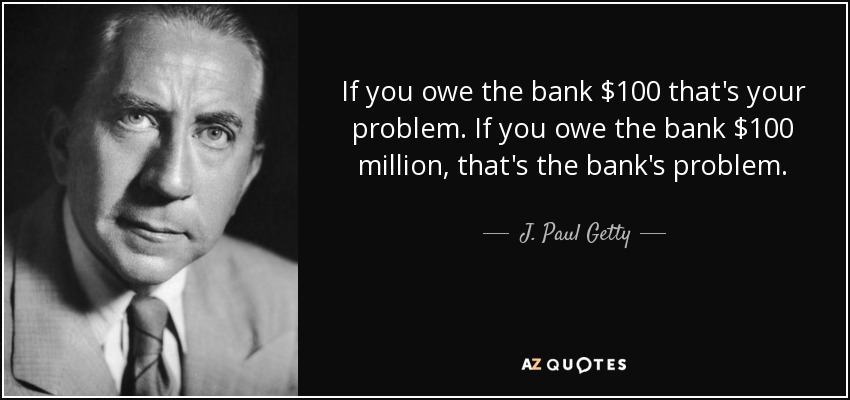 If you owe the bank $100 that's your
problem. If you owe the bank $100
million, that's the bank's problem.
J. Paul Getty
AZ QUOTES